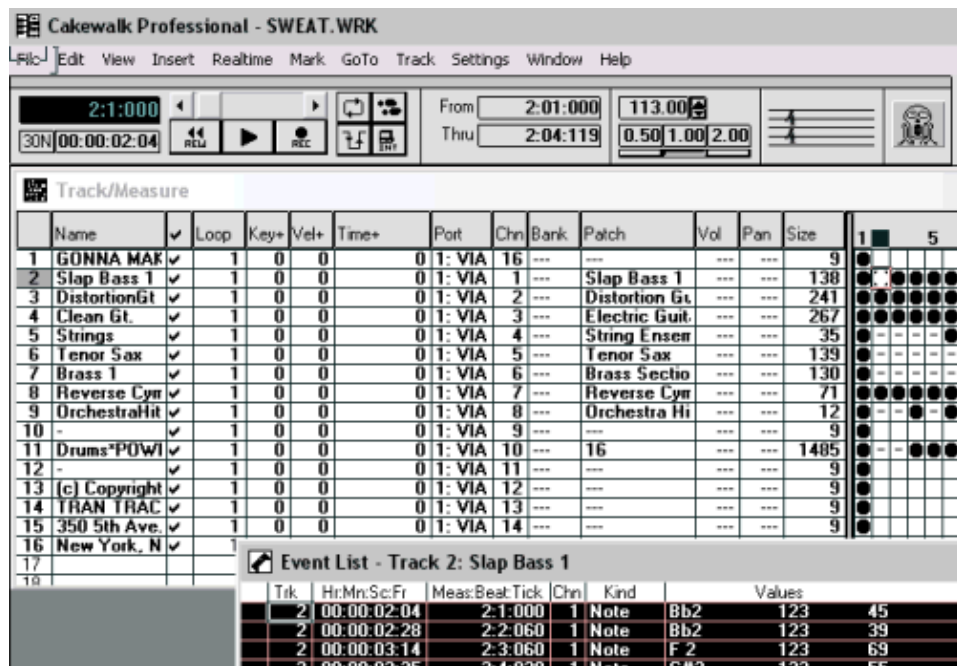 Cakewalk Professional - SWEAT.WRK
File Edit View Insert Realtime Mark GoTo Track Settings Window Help
2:1:000 From 2:01:000 113.00
30N 00:00:02:04 REW REC Thru 2:04:119 0.50 1.00 2.00
Track/Measure
Name ✔ Loop Key+ Vel+ Time+ Port Chn Bank Patch Vol Pan Size 1 5
1 GONNA MAK ✔ 1 0 0 0 1: VIA 16 --- --- --- --- 9
2 Slap Bass 1 ✔ 1 0 0 0 1: VIA 1 --- Slap Bass 1 --- --- 138
3 DistortionGt ✔ 1 0 0 0 1: VIA 2 --- Distortion Gu --- --- 241
4 Clean Gt. ✔ 1 0 0 0 1: VIA 3 --- Electric Guit --- --- 267
5 Strings ✔ 1 0 0 0 1: VIA 4 --- String Ensem --- --- 35
6 Tenor Sax ✔ 1 0 0 0 1: VIA 5 --- Tenor Sax --- --- 139
7 Brass 1 ✔ 1 0 0 0 1: VIA 6 --- Brass Sectio --- --- 130
8 Reverse Cym ✔ 1 0 0 0 1: VIA 7 --- Reverse Cym --- --- 71
9 OrchestraHit ✔ 1 0 0 0 1: VIA 8 --- Orchestra Hi --- --- 12
10 - ✔ 1 0 0 0 1: VIA 9 --- --- --- --- 9
11 Drums*POWI ✔ 1 0 0 0 1: VIA 10 --- 16 --- --- 1485
12 - ✔ 1 0 0 0 1: VIA 11 --- --- --- --- 9
13 (c) Copyright ✔ 1 0 0 0 1: VIA 12 --- --- --- --- 9
14 TRAN TRAC ✔ 1 0 0 0 1: VIA 13 --- --- --- --- 9
15 350 5th Ave. ✔ 1 0 0 0 1: VIA 14 --- --- --- --- 9
16 New York, N ✔
17
18
Event List - Track 2: Slap Bass 1
Trk Hr:Mn:Sc:Fr Meas:Beat:Tick Chn Kind Values
2 00:00:02:04 2:1:000 1 Note Bb2 123 45
2 00:00:02:28 2:2:060 1 Note Bb2 123 39
2 00:00:03:14 2:3:060 1 Note F 2 123 69